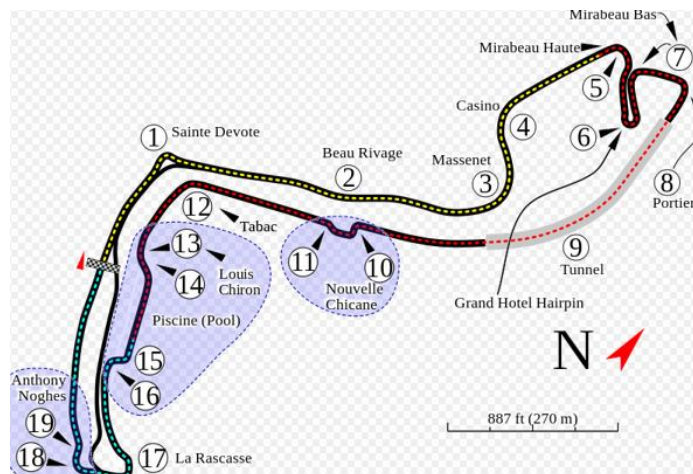 Mirabeau Bas
7
Mirabeau Haute
5
Casino
4
6
1
Sainte Devote
Beau Rivage
2
Massenet
3
8
Portier
12
Tabac
13
Louis
Chiron
14
11
10
Nouvelle
Chicane
9
Tunnel
Grand Hotel Hairpin
Piscine (Pool)
15
16
N
Anthony
Noghes
19
18
17
La Rascasse
887 ft (270 m)